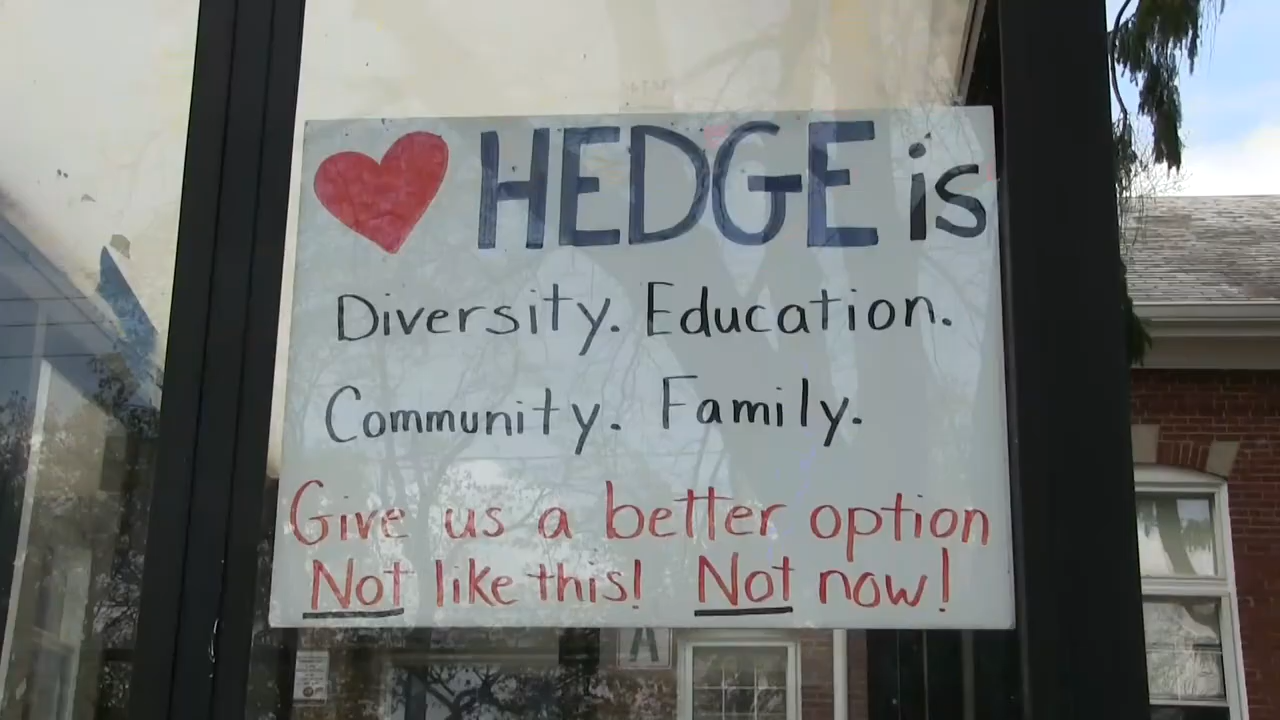 HEDGE is
Diversity. Education.
Community. Family.
Give us a better option
Not like this! Not now!
A